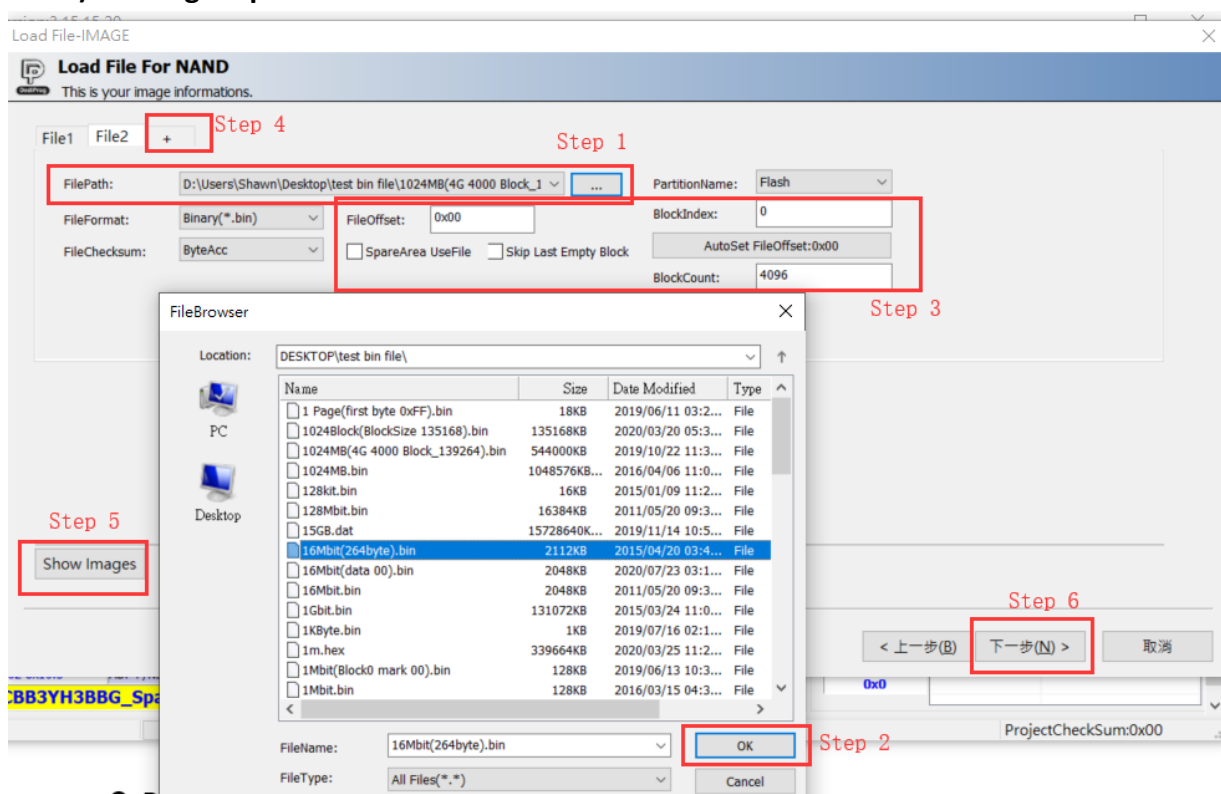 Load File-IMAGE
Load File For NAND
This is your image informations.
Step 4
File1 File2 +
Step 1
FilePath: D:\Users\Shawn\Desktop\test bin file\1024MB(4G 4000 Block_1 ... PartitionName: Flash
FileFormat: Binary(*.bin) FileOffset: 0x00 BlockIndex: 0
FileChecksum: ByteAcc SpareArea UseFile Skip Last Empty Block AutoSet FileOffset:0x00
BlockCount: 4096
Step 3
FileBrowser
Location: DESKTOP\test bin file\
Name Size Date Modified Type
1 Page(first byte 0xFF).bin 18KB 2019/06/11 03:2... File
1024Block(BlockSize 135168).bin 135168KB 2020/03/20 05:3... File
1024MB(4G 4000 Block_139264).bin 544000KB 2019/10/22 11:3... File
1024MB.bin 1048576KB... 2016/04/06 11:0... File
128kit.bin 16KB 2015/01/09 11:2... File
128Mbit.bin 16384KB 2011/05/20 09:3... File
15GB.dat 15728640K... 2019/11/14 10:5... File
16Mbit(264byte).bin 2112KB 2015/04/20 03:4... File
16Mbit(data 00).bin 2048KB 2020/07/23 03:1... File
16Mbit.bin 2048KB 2011/05/20 09:3... File
1Gbit.bin 131072KB 2015/03/24 11:0... File
1KByte.bin 1KB 2019/07/16 02:1... File
1m.hex 339664KB 2020/03/25 11:2... File
1Mbit(Block0 mark 00).bin 128KB 2019/06/13 10:3... File
1Mbit.bin 128KB 2016/03/15 04:3... File
PC
Desktop
Step 5
Show Images
Step 6
< 上一步(B) 下一步(N) > 取消
CBB3YH3BBG_Spa
0x0
ProjectCheckSum:0x00
FileName: 16Mbit(264byte).bin OK
Step 2
FileType: All Files(*.*) Cancel